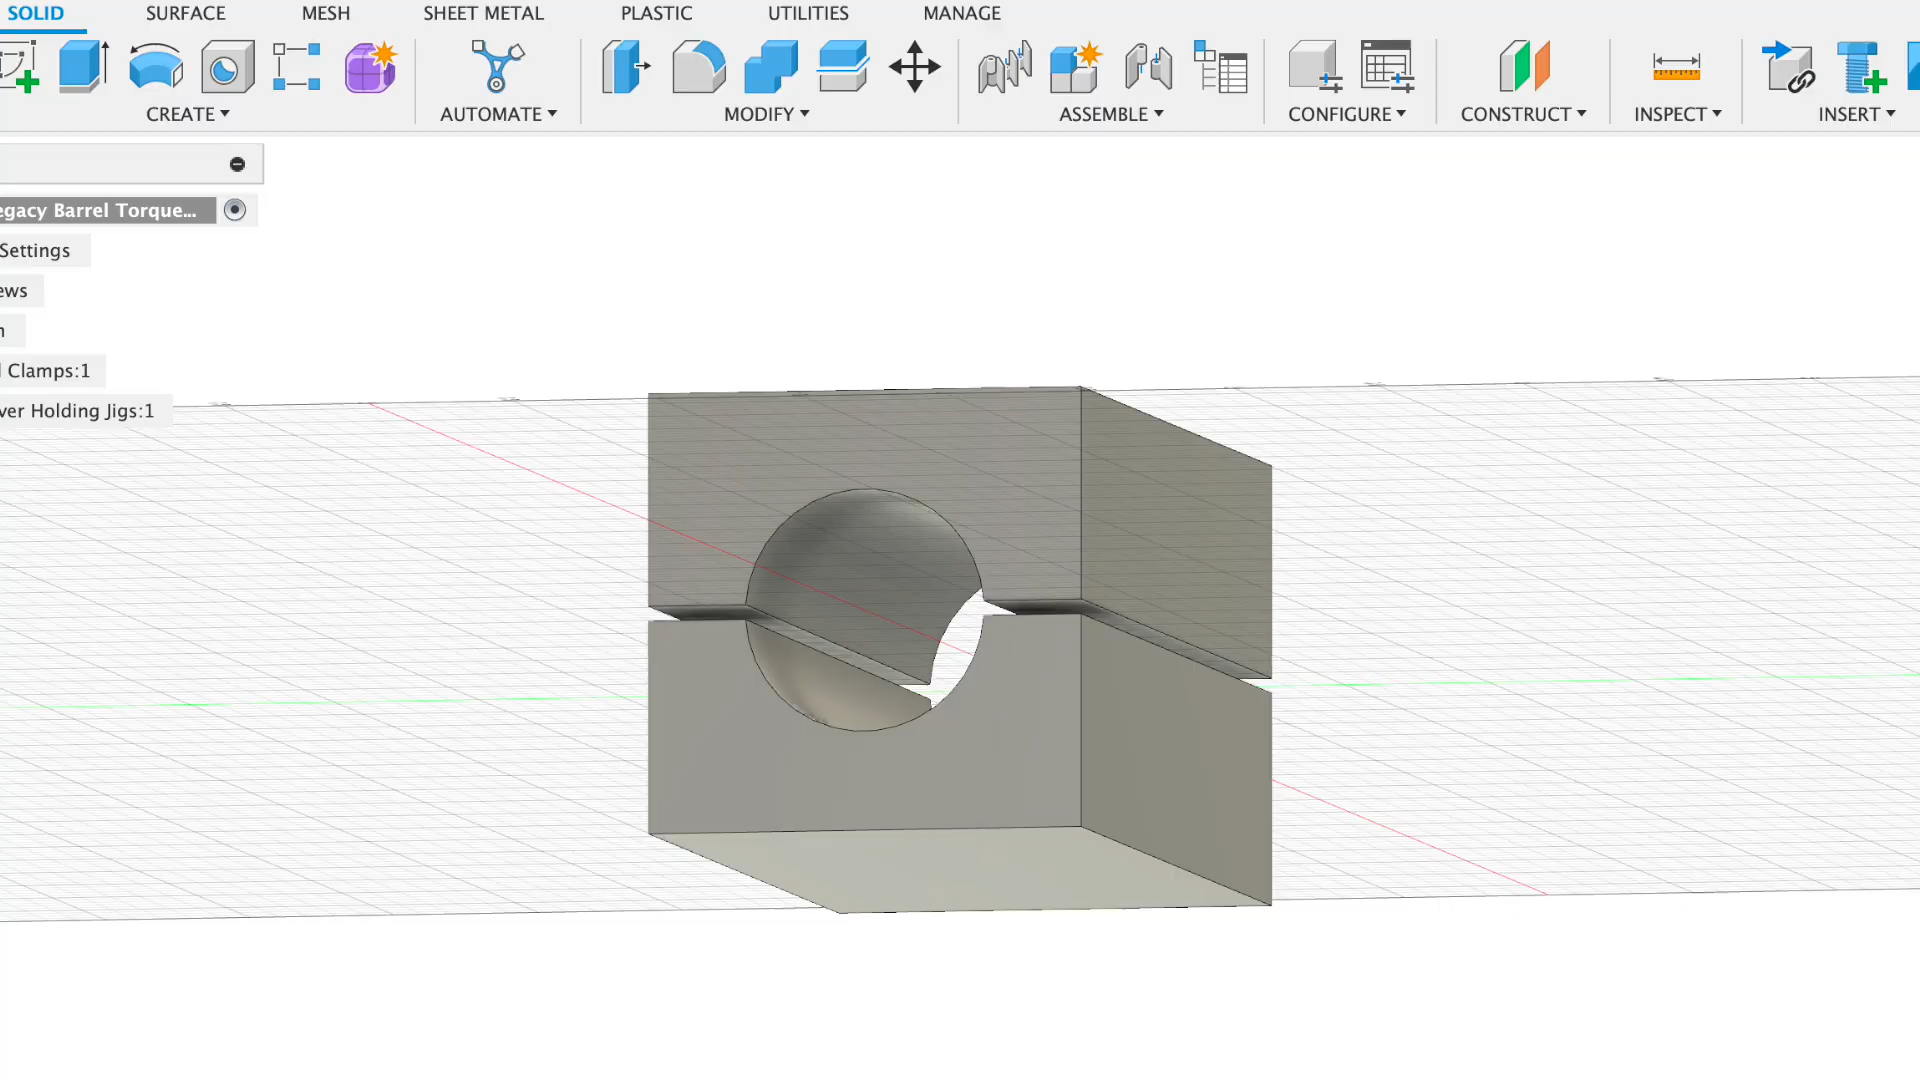 SOLID SURFACE MESH SHEET METAL PLASTIC UTILITIES MANAGE
CREATE AUTOMATE MODIFY ASSEMBLE CONFIGURE CONSTRUCT INSPECT INSERT
egacy Barrel Torque...
Settings
ews
n
l Clamps:1
ver Holding Jigs:1